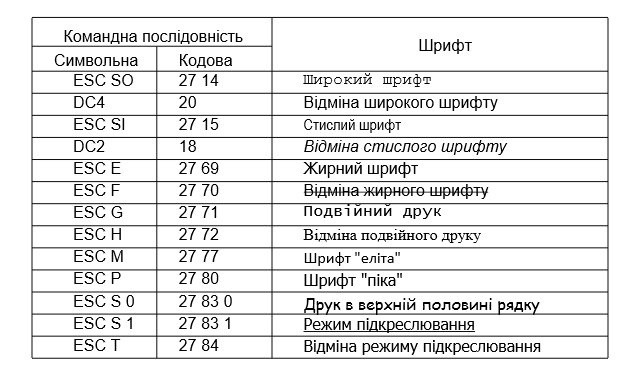 Командна послідовність Шрифт
Символьна Кодова
ESC SO 27 14 Широкий шрифт
DC4 20 Відміна широкого шрифту
ESC SI 27 15 Стислий шрифт
DC2 18 Відміна стислого шрифту
ESC E 27 69 Жирний шрифт
ESC F 27 70 Відміна жирного шрифту
ESC G 27 71 Подвійний друк
ESC H 27 72 Відміна подвійного друку
ESC M 27 77 Шрифт "еліта"
ESC P 27 80 Шрифт "піка"
ESC S 0 27 83 0 Друк в верхній половині рядку
ESC S 1 27 83 1 Режим підкреслювання
ESC T 27 84 Відміна режиму підкреслювання